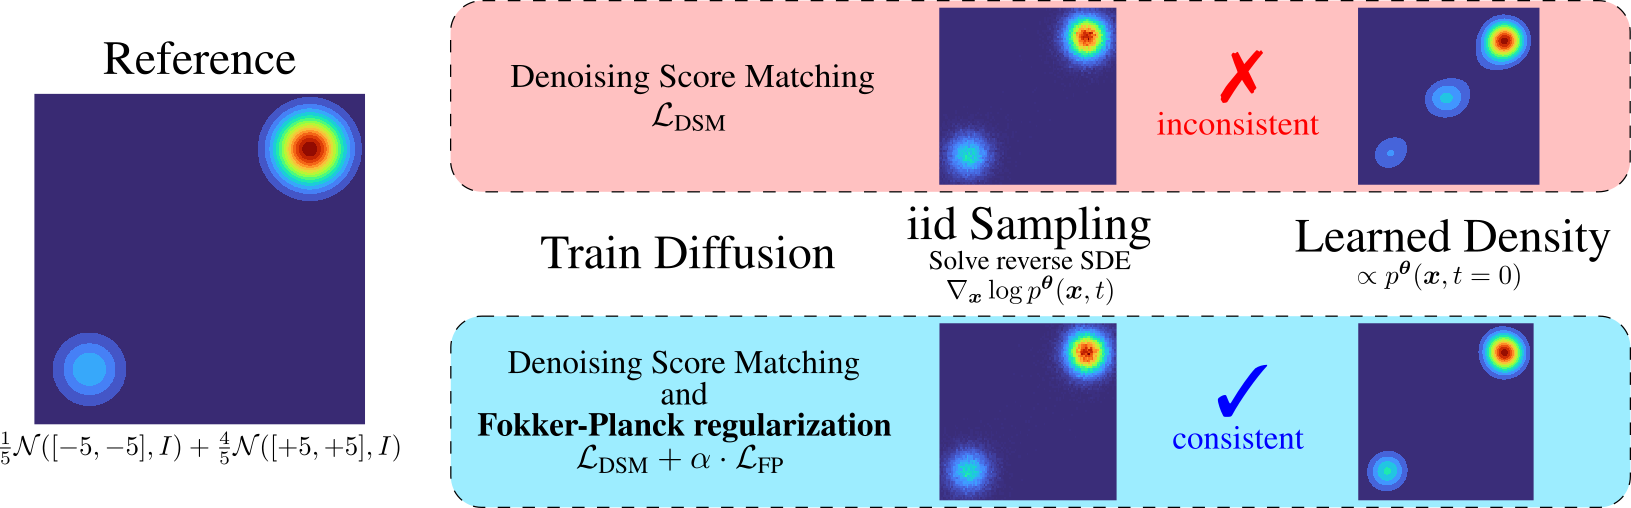 Reference
$\frac{1}{5}\mathcal{N}([-5,-5], I) + \frac{4}{5}\mathcal{N}([+5,+5], I)$
Denoising Score Matching
$\mathcal{L}_{\text{DSM}}$
✗
inconsistent
Train Diffusion
iid Sampling
Solve reverse SDE
$\nabla_{\boldsymbol{x}} \log p^{\boldsymbol{\theta}}(\boldsymbol{x}, t)$
Learned Density
$\propto p^{\boldsymbol{\theta}}(\boldsymbol{x}, t = 0)$
Denoising Score Matching
and
Fokker-Planck regularization
$\mathcal{L}_{\text{DSM}} + \alpha \cdot \mathcal{L}_{\text{FP}}$
✓
consistent